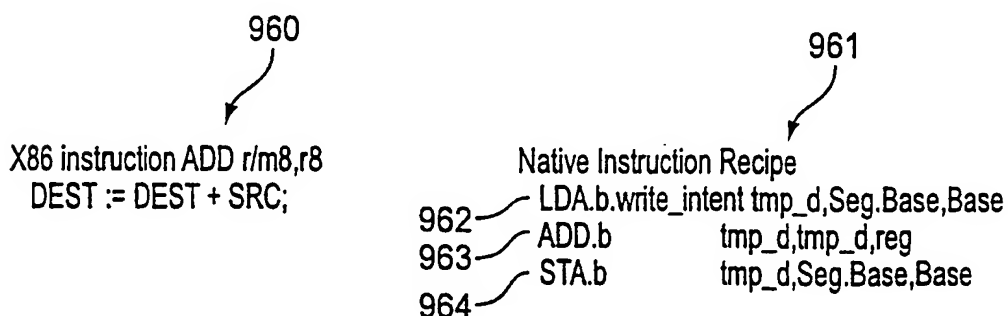 960
961
X86 instruction ADD r/m8,r8
DEST := DEST + SRC;
Native Instruction Recipe
962 LDA.b.write_intent tmp_d,Seg.Base,Base
963 ADD.b tmp_d,tmp_d,reg
964 STA.b tmp_d,Seg.Base,Base